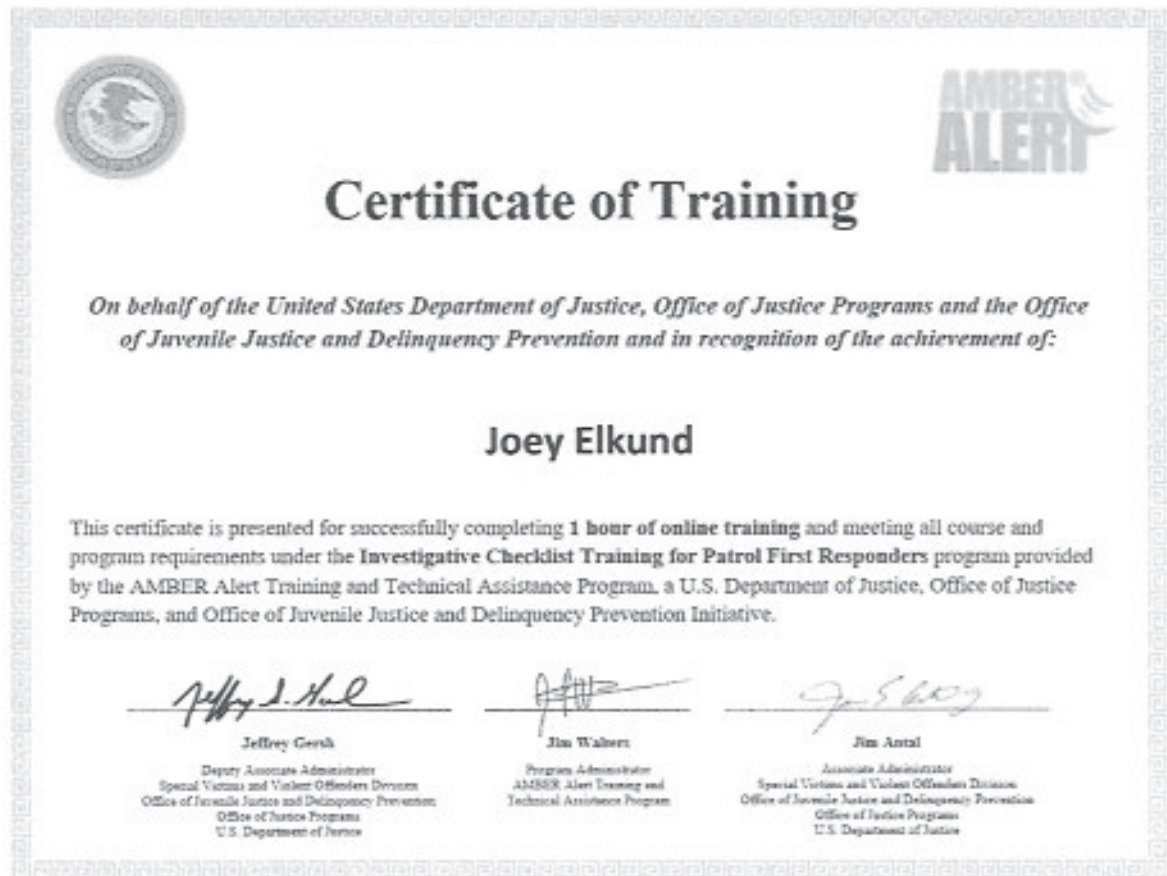 AMBER
ALERT
Certificate of Training
On behalf of the United States Department of Justice, Office of Justice Programs and the Office
of Juvenile Justice and Delinquency Prevention and in recognition of the achievement of:
Joey Elkund
This certificate is presented for successfully completing 1 hour of online training and meeting all course and
program requirements under the Investigative Checklist Training for Patrol First Responders program provided
by the AMBER Alert Training and Technical Assistance Program, a U.S. Department of Justice, Office of Justice
Programs, and Office of Juvenile Justice and Delinquency Prevention Initiative.
Jeffrey Gersh
Deputy Associate Administrator
Special Victims and Violent Offenders Division
Office of Juvenile Justice and Delinquency Prevention
Office of Justice Programs
U.S. Department of Justice
Jim Walters
Program Administrator
AMBER Alert Training and
Technical Assistance Program
Jim Antal
Associate Administrator
Special Victims and Violent Offenders Division
Office of Juvenile Justice and Delinquency Prevention
Office of Justice Programs
U.S. Department of Justice